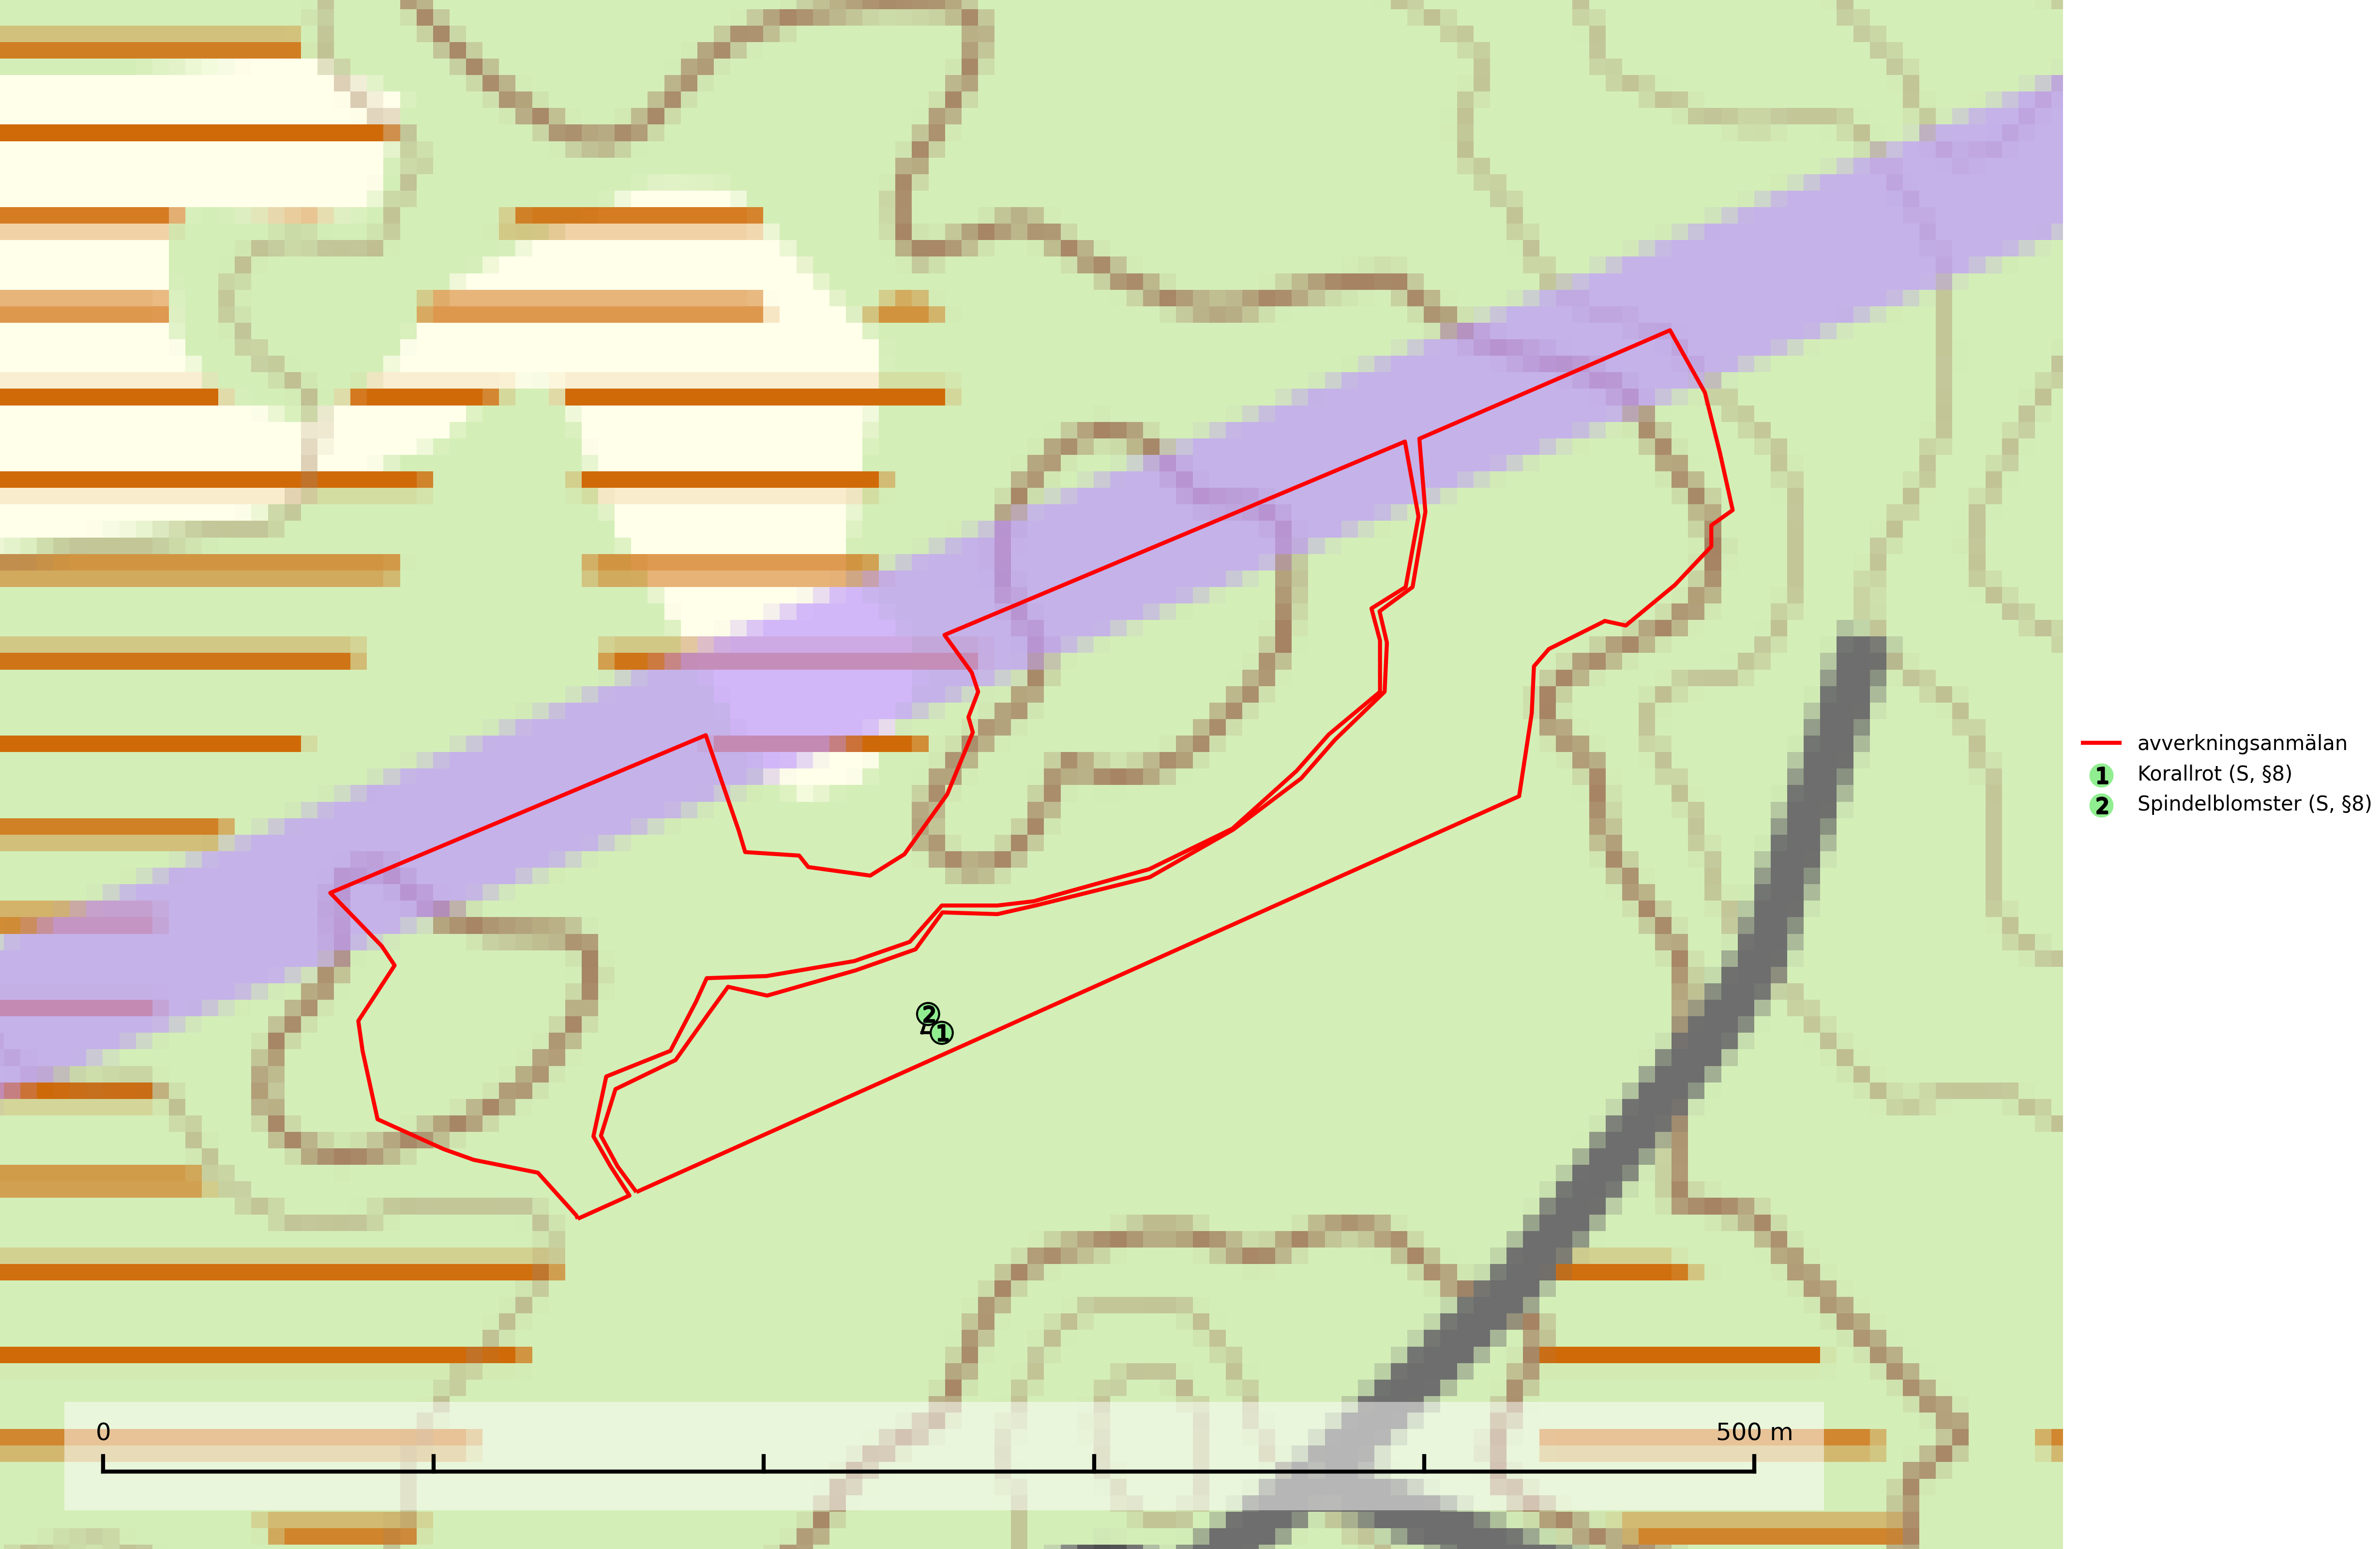 avverkningsanmälan
1 Korallrot (S, §8)
2 Spindelblomster (S, §8)
2
1
0 500 m